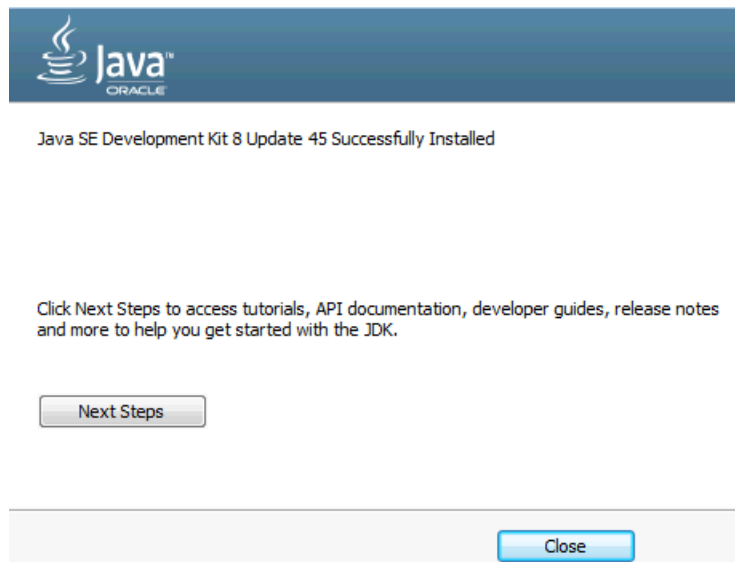 Java™
ORACLE
Java SE Development Kit 8 Update 45 Successfully Installed
Click Next Steps to access tutorials, API documentation, developer guides, release notes
and more to help you get started with the JDK.
Next Steps
Close